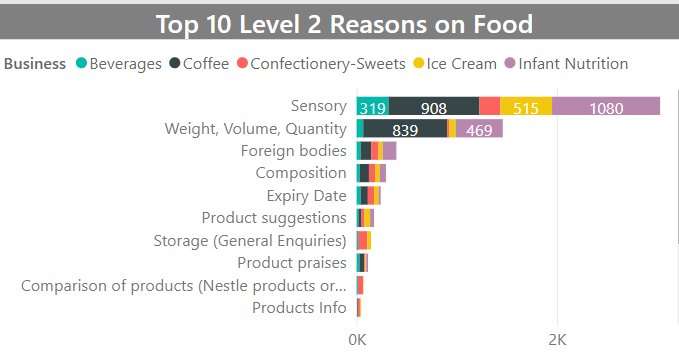 Top 10 Level 2 Reasons on Food
Business Beverages Coffee Confectionery-Sweets Ice Cream Infant Nutrition
Sensory 319 908 515 1080
Weight, Volume, Quantity 839 469
Foreign bodies
Composition
Expiry Date
Product suggestions
Storage (General Enquiries)
Product praises
Comparison of products (Nestle products or...
Products Info
0K 2K